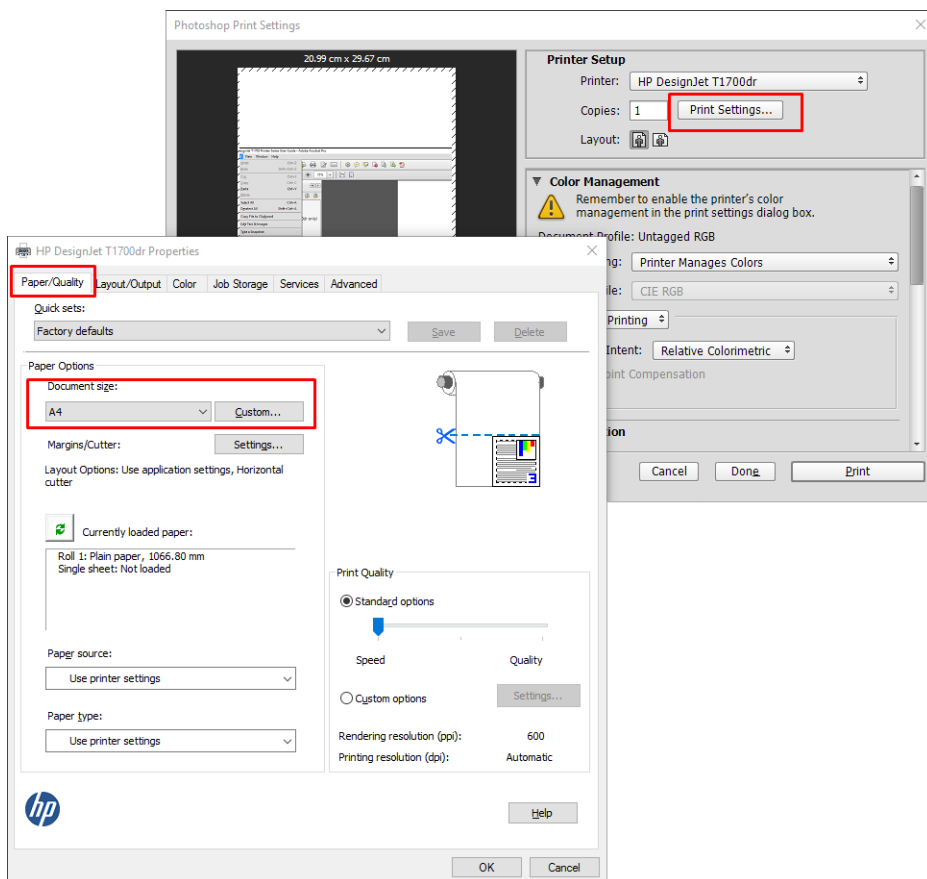 Photoshop Print Settings
20.99 cm x 29.67 cm
Printer Setup
Printer: HP DesignJet T1700dr
Copies: 1 Print Settings...
Layout:
Color Management
Remember to enable the printer's color
management in the print settings dialog box.
Document Profile: Untagged RGB
ng: Printer Manages Colors
ile: CIE RGB
Printing
Intent: Relative Colorimetric
oint Compensation
tion
Cancel Done Print
HP DesignJet T1700dr Properties
Paper/Quality Layout/Output Color Job Storage Services Advanced
Quick sets:
Factory defaults Save Delete
Paper Options
Document size:
A4 Custom...
Margins/Cutter: Settings...
Layout Options: Use application settings, Horizontal
cutter
Currently loaded paper:
Roll 1: Plain paper, 1066.80 mm
Single sheet: Not loaded
Paper source:
Use printer settings
Paper type:
Use printer settings
Print Quality
Standard options
Speed Quality
Custom options Settings...
Rendering resolution (ppi): 600
Printing resolution (dpi): Automatic
hp
Help
OK Cancel